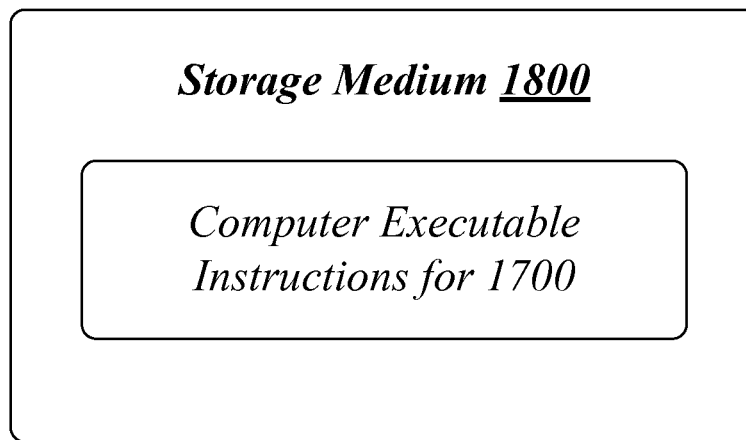 Storage Medium 1800
Computer Executable
Instructions for 1700